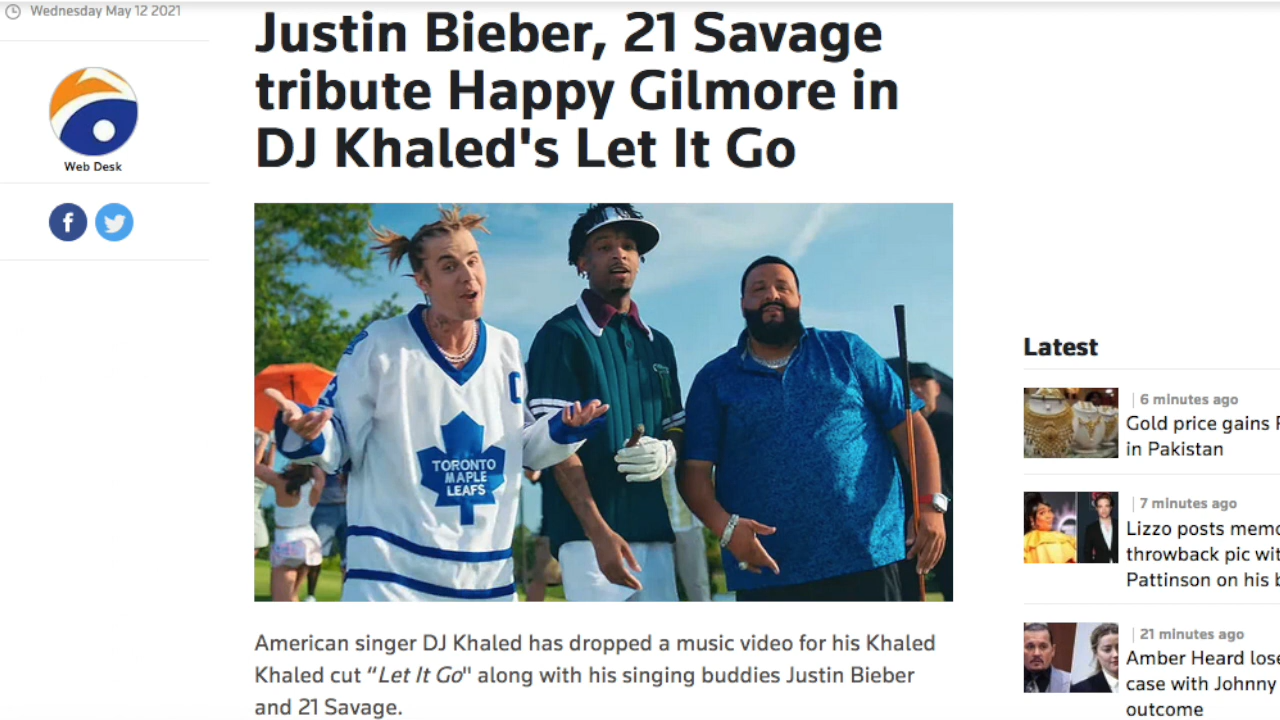 Wednesday May 12 2021
Web Desk
Justin Bieber, 21 Savage
tribute Happy Gilmore in
DJ Khaled's Let It Go
C
TORONTO
MAPLE
LEAFS
American singer DJ Khaled has dropped a music video for his Khaled
Khaled cut “Let It Go" along with his singing buddies Justin Bieber
and 21 Savage.
Latest
6 minutes ago
Gold price gains
in Pakistan
7 minutes ago
Lizzo posts memo
throwback pic wit
Pattinson on his b
21 minutes ago
Amber Heard lose
case with Johnny
outcome